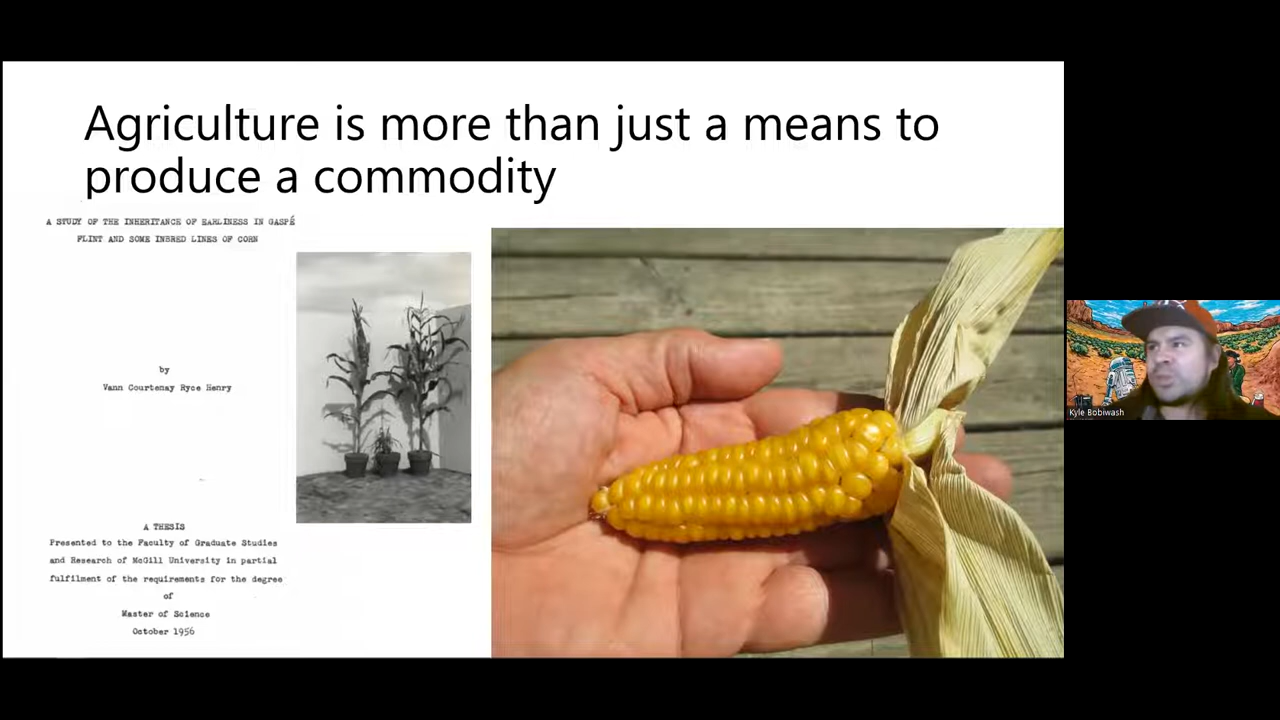 Agriculture is more than just a means to
produce a commodity
A STUDY OF THE INHERITANCE OF EARLINESS IN GASPÉ
FLINT AND SOME INBRED LINES OF CORN
by
Vann Courtenay Ryce Henry
A THESIS
Presented to the Faculty of Graduate Studies
and Research of McGill University in partial
fulfilment of the requirements for the degree
of
Master of Science
October 1956
Kyle Bobiwash